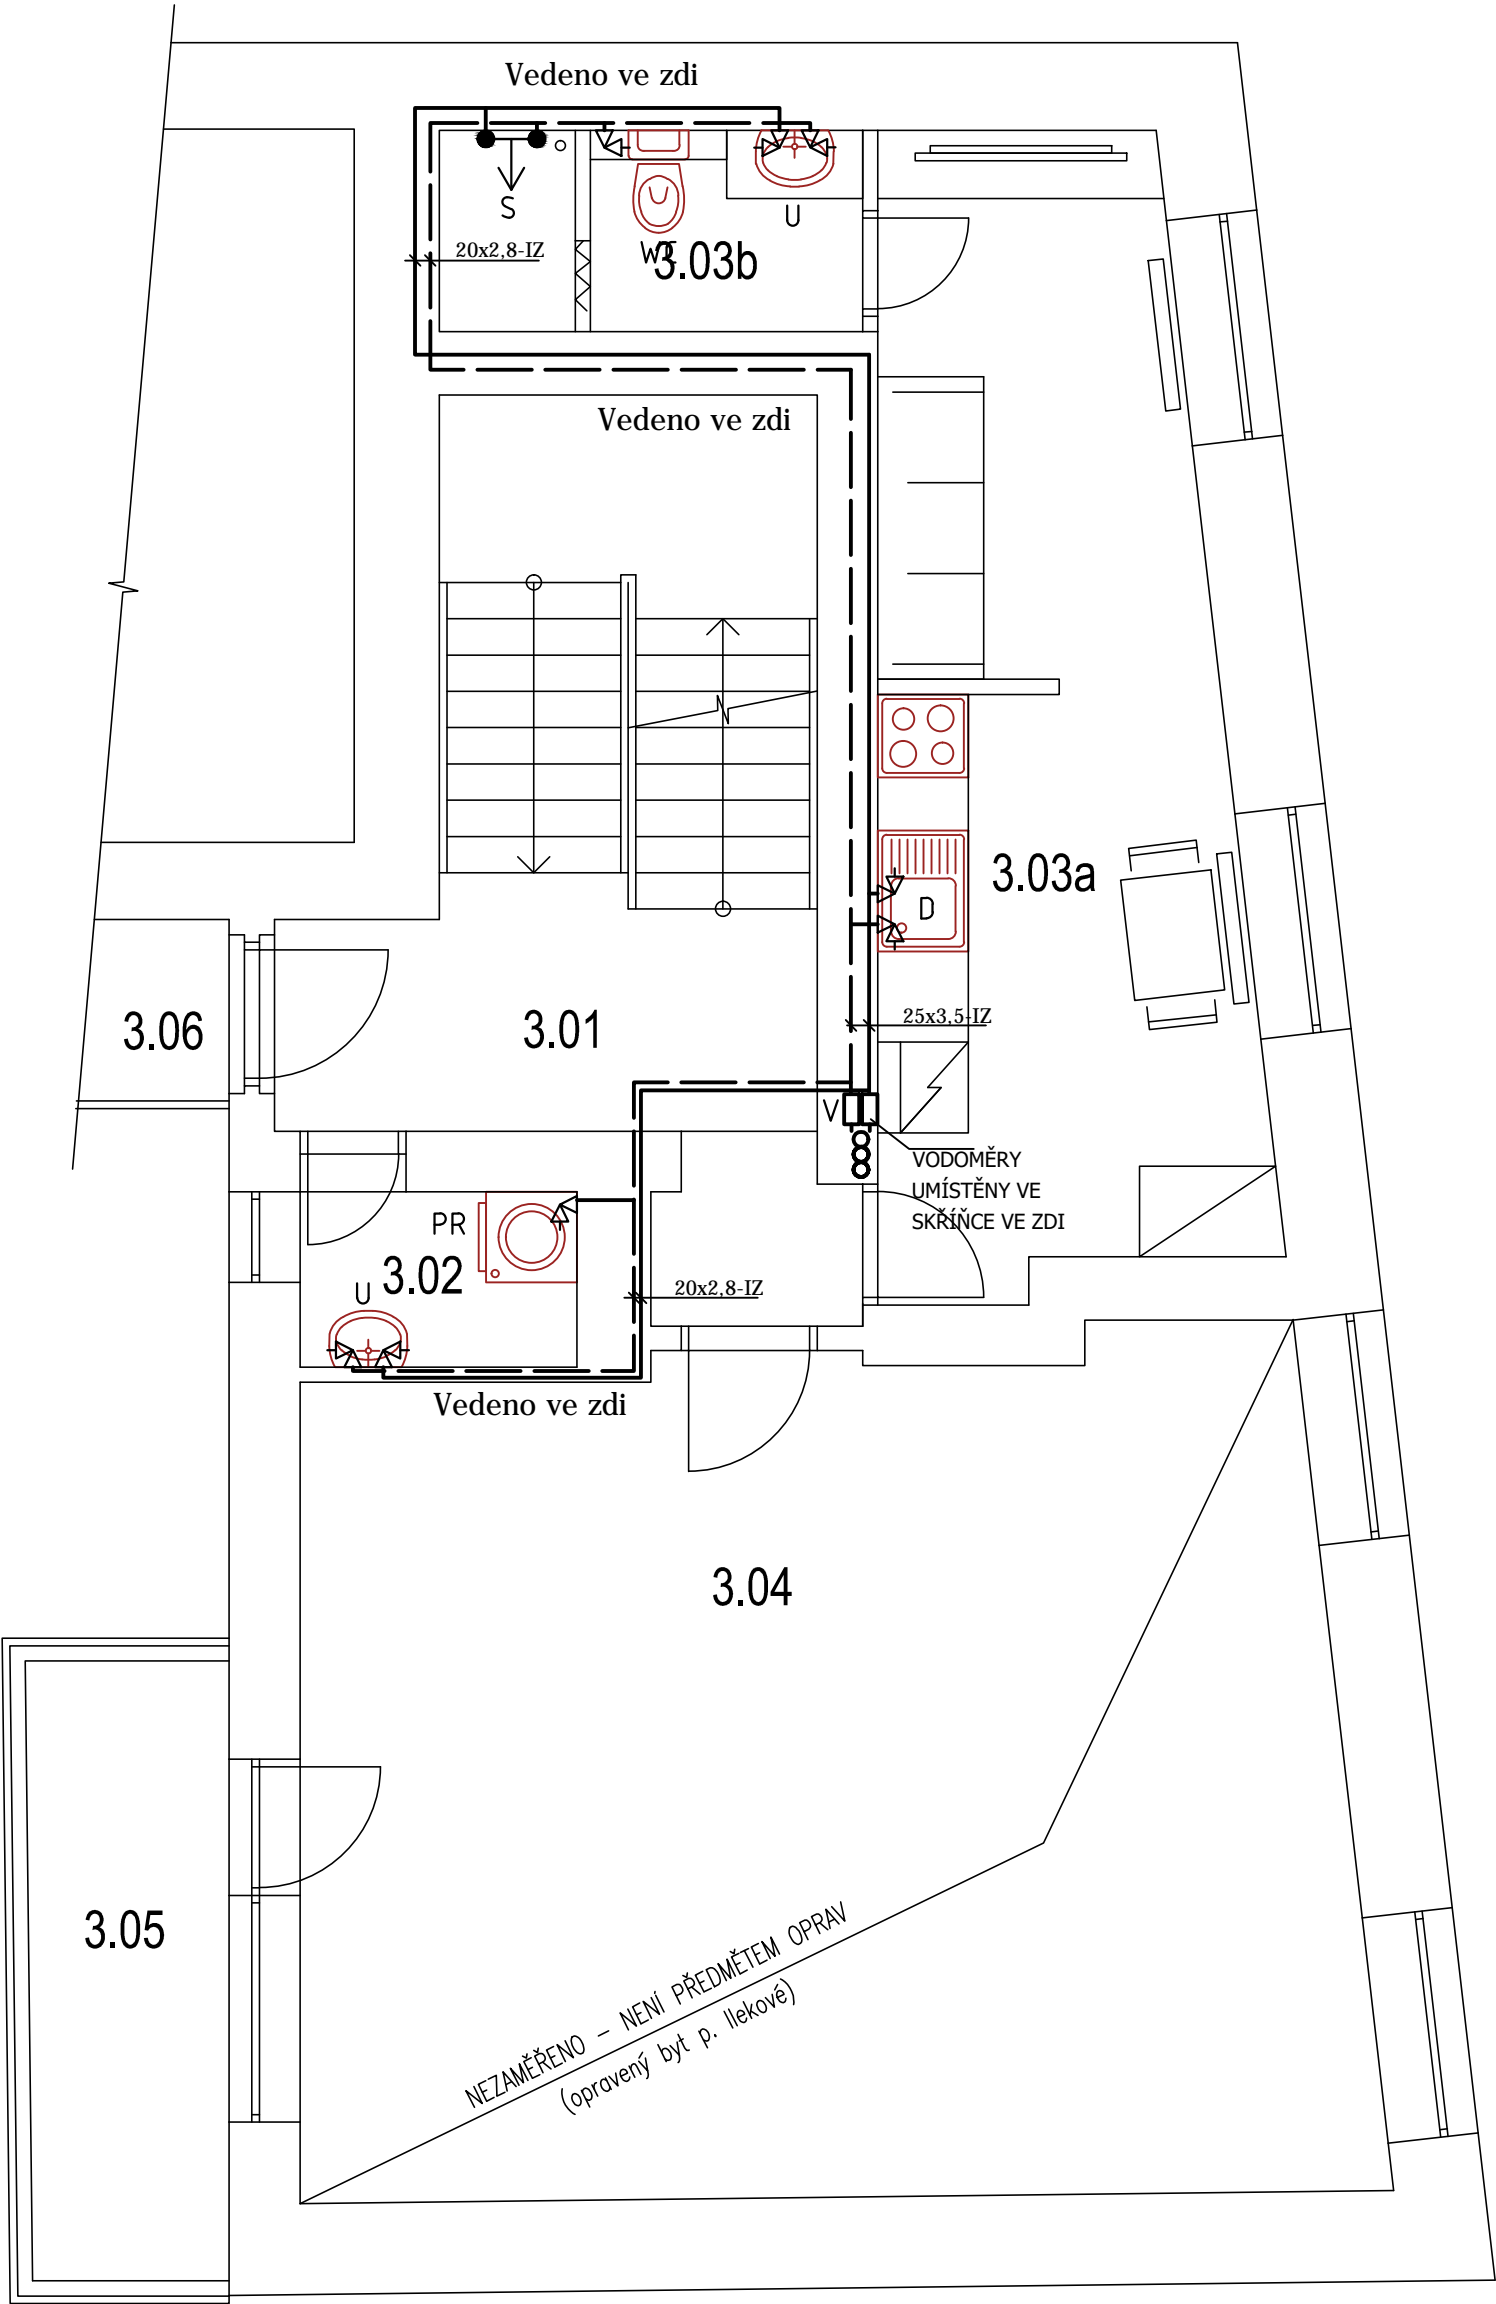 Vedeno ve zdi
S
U
20x2,8-IZ
WC
3.03b
Vedeno ve zdi
3.03a
D
3.06
3.01
25x3,5-IZ
V
VODOMĚRY
UMÍSTĚNY VE
SKŘÍŇCE VE ZDI
PR
3.02
U
20x2,8-IZ
Vedeno ve zdi
3.04
3.05
NEZAMĚŘENO - NENÍ PŘEDMĚTEM OPRAV
(opravený byt p. Ilekové)